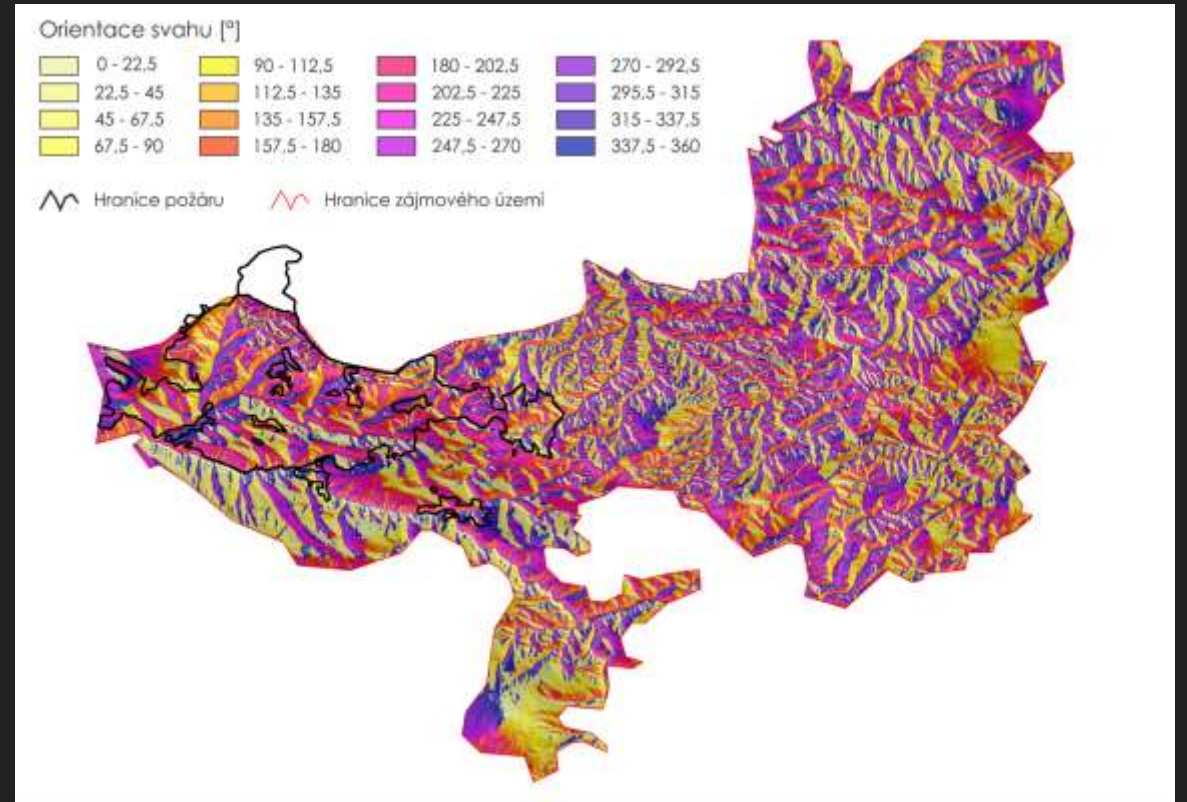 Orientace svahu [°]
0 - 22,5
90 - 112,5
180 - 202,5
270 - 292,5
22,5 - 45
112,5 - 135
202,5 - 225
295,5 - 315
45 - 67,5
135 - 157,5
225 - 247,5
315 - 337,5
67,5 - 90
157,5 - 180
247,5 - 270
337,5 - 360
Hranice požáru
Hranice zájmového území